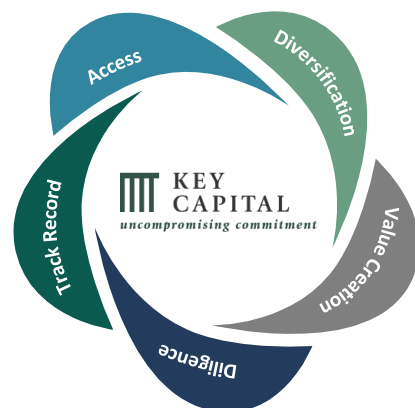 Access
Diversification
Value Creation
Diligence
Track Record
KEY
CAPITAL
uncompromising commitment